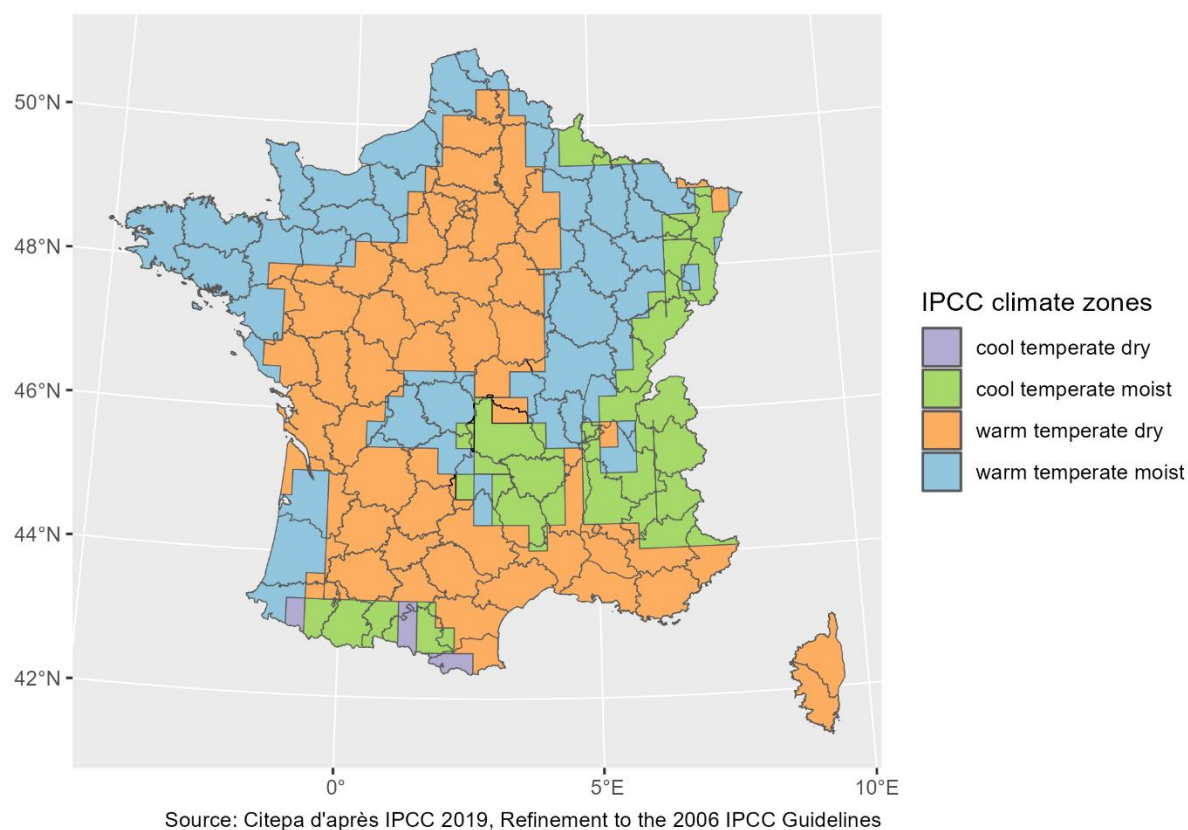 50°N
48°N
46°N
44°N
42°N
0°
5°E
10°E
IPCC climate zones
cool temperate dry
cool temperate moist
warm temperate dry
warm temperate moist
Source: Citepa d'après IPCC 2019, Refinement to the 2006 IPCC Guidelines